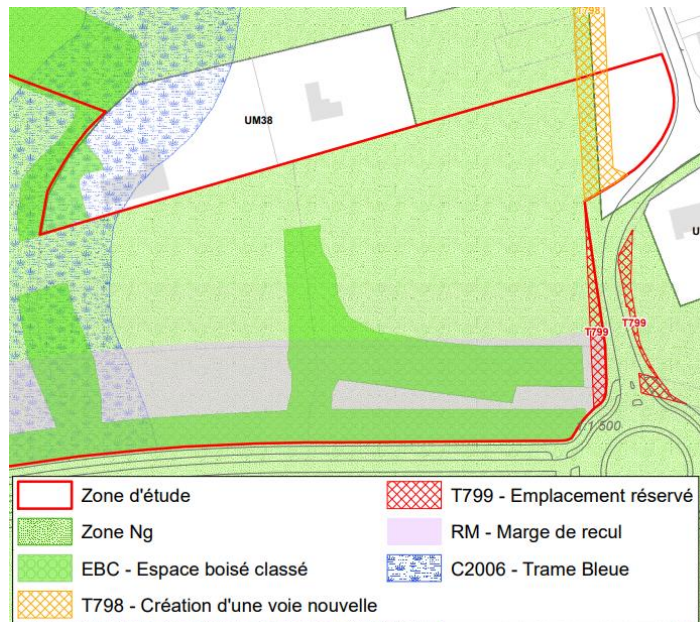 T798
UM38
U
T799
T799
1:1500
Zone d'étude
T799 - Emplacement réservé
Zone Ng
RM - Marge de recul
EBC - Espace boisé classé
C2006 - Trame Bleue
T798 - Création d'une voie nouvelle